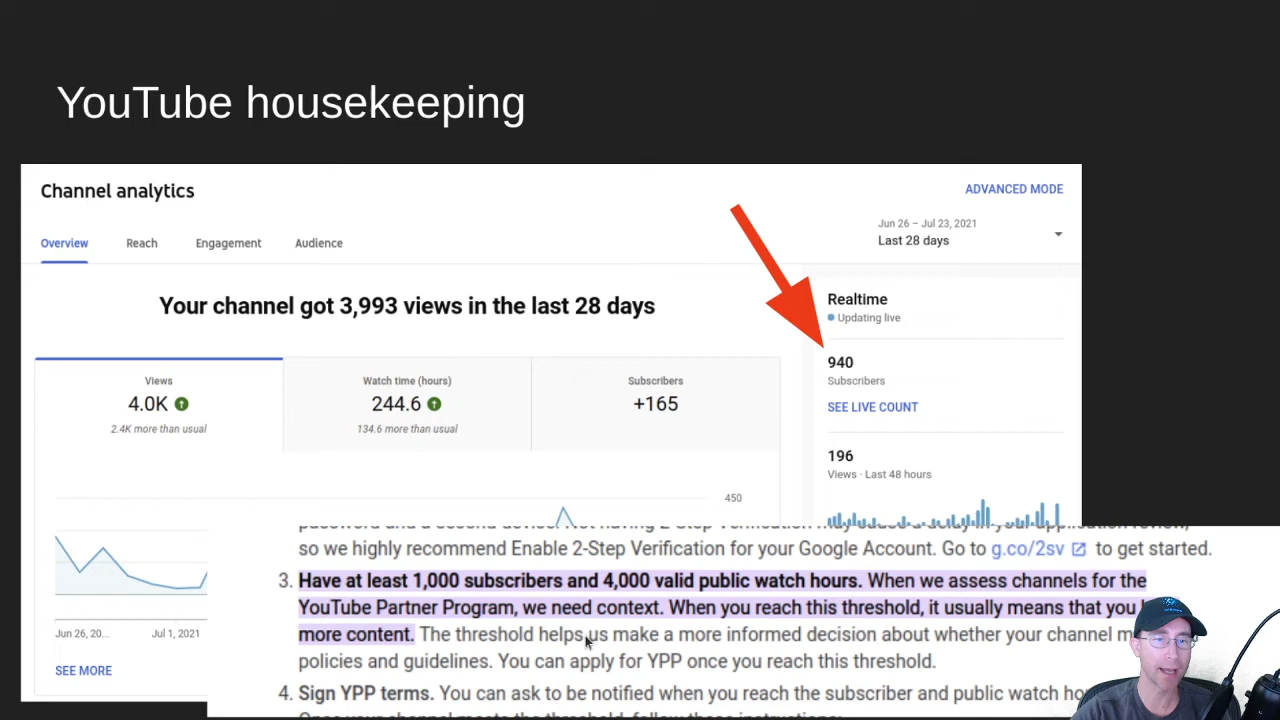 YouTube housekeeping
Channel analytics
ADVANCED MODE
Jun 26 – Jul 23, 2021
Last 28 days
Overview
Reach
Engagement
Audience
Your channel got 3,993 views in the last 28 days
Realtime
Updating live
940
Subscribers
SEE LIVE COUNT
196
Views · Last 48 hours
Views
4.0K
2.4K more than usual
Watch time (hours)
244.6
134.6 more than usual
Subscribers
+165
450
Jun 26, 20...
Jul 1, 2021
SEE MORE
so we highly recommend Enable 2-Step Verification for your Google Account. Go to g.co/2sv to get started.
3. Have at least 1,000 subscribers and 4,000 valid public watch hours. When we assess channels for the
YouTube Partner Program, we need context. When you reach this threshold, it usually means that you
more content. The threshold helps us make a more informed decision about whether your channel
policies and guidelines. You can apply for YPP once you reach this threshold.
4. Sign YPP terms. You can ask to be notified when you reach the subscriber and public watch